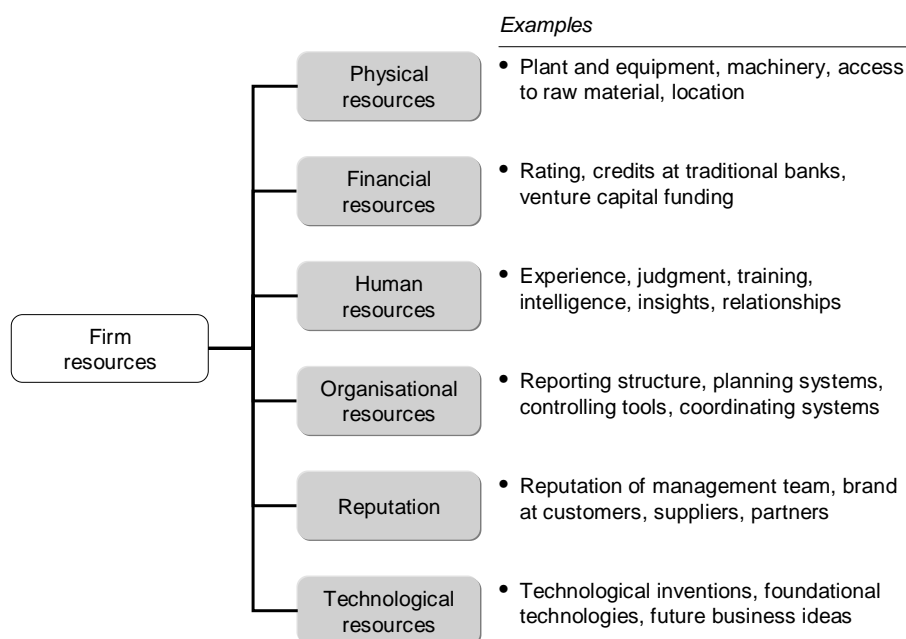 Examples
Physical
resources
• Plant and equipment, machinery, access
to raw material, location
Financial
resources
• Rating, credits at traditional banks,
venture capital funding
Human
resources
• Experience, judgment, training,
intelligence, insights, relationships
Firm
resources
Organisational
resources
• Reporting structure, planning systems,
controlling tools, coordinating systems
Reputation
• Reputation of management team, brand
at customers, suppliers, partners
Technological
resources
• Technological inventions, foundational
technologies, future business ideas